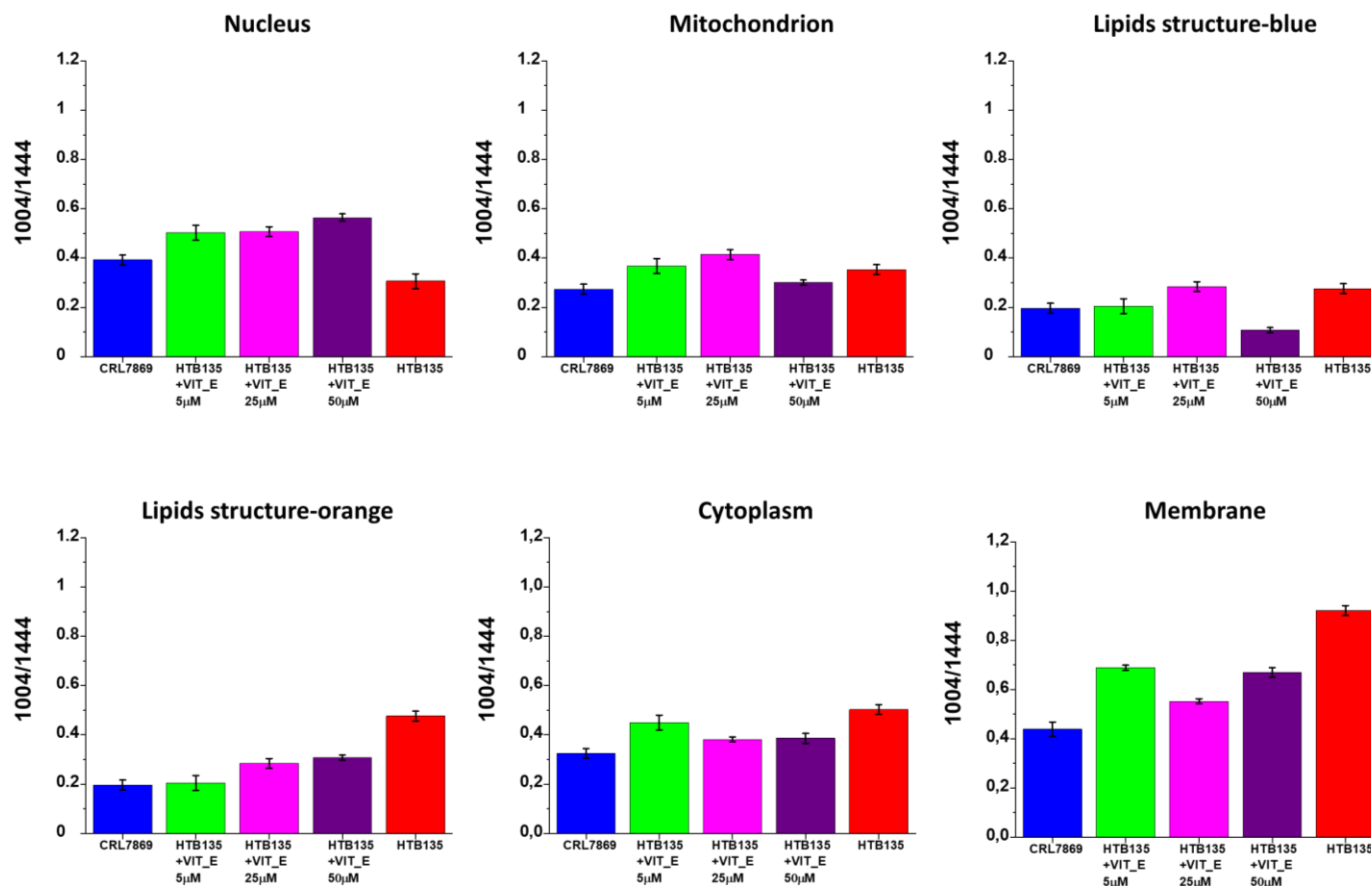 Nucleus
1.2
1
0.8
0.6
0.4
0.2
0
1004/1444
CRL7869
HTB135
+VIT_E
5μM
HTB135
+VIT_E
25μM
HTB135
+VIT_E
50μM
HTB135
Mitochondrion
1.2
1
0.8
0.6
0.4
0.2
0
1004/1444
CRL7869
HTB135
+VIT_E
5μM
HTB135
+VIT_E
25μM
HTB135
+VIT_E
50μM
HTB135
Lipids structure-blue
1.2
1
0.8
0.6
0.4
0.2
0
1004/1444
CRL7869
HTB135
+VIT_E
5μM
HTB135
+VIT_E
25μM
HTB135
+VIT_E
50μM
HTB135
Lipids structure-orange
1.2
1
0.8
0.6
0.4
0.2
0
1004/1444
CRL7869
HTB135
+VIT_E
5μM
HTB135
+VIT_E
25μM
HTB135
+VIT_E
50μM
HTB135
Cytoplasm
1,2
1,0
0,8
0,6
0,4
0,2
0,0
1004/1444
CRL7869
HTB135
+VIT_E
5μM
HTB135
+VIT_E
25μM
HTB135
+VIT_E
50μM
HTB135
Membrane
1,2
1,0
0,8
0,6
0,4
0,2
0,0
1004/1444
CRL7869
HTB135
+VIT_E
5μM
HTB135
+VIT_E
25μM
HTB135
+VIT_E
50μM
HTB135